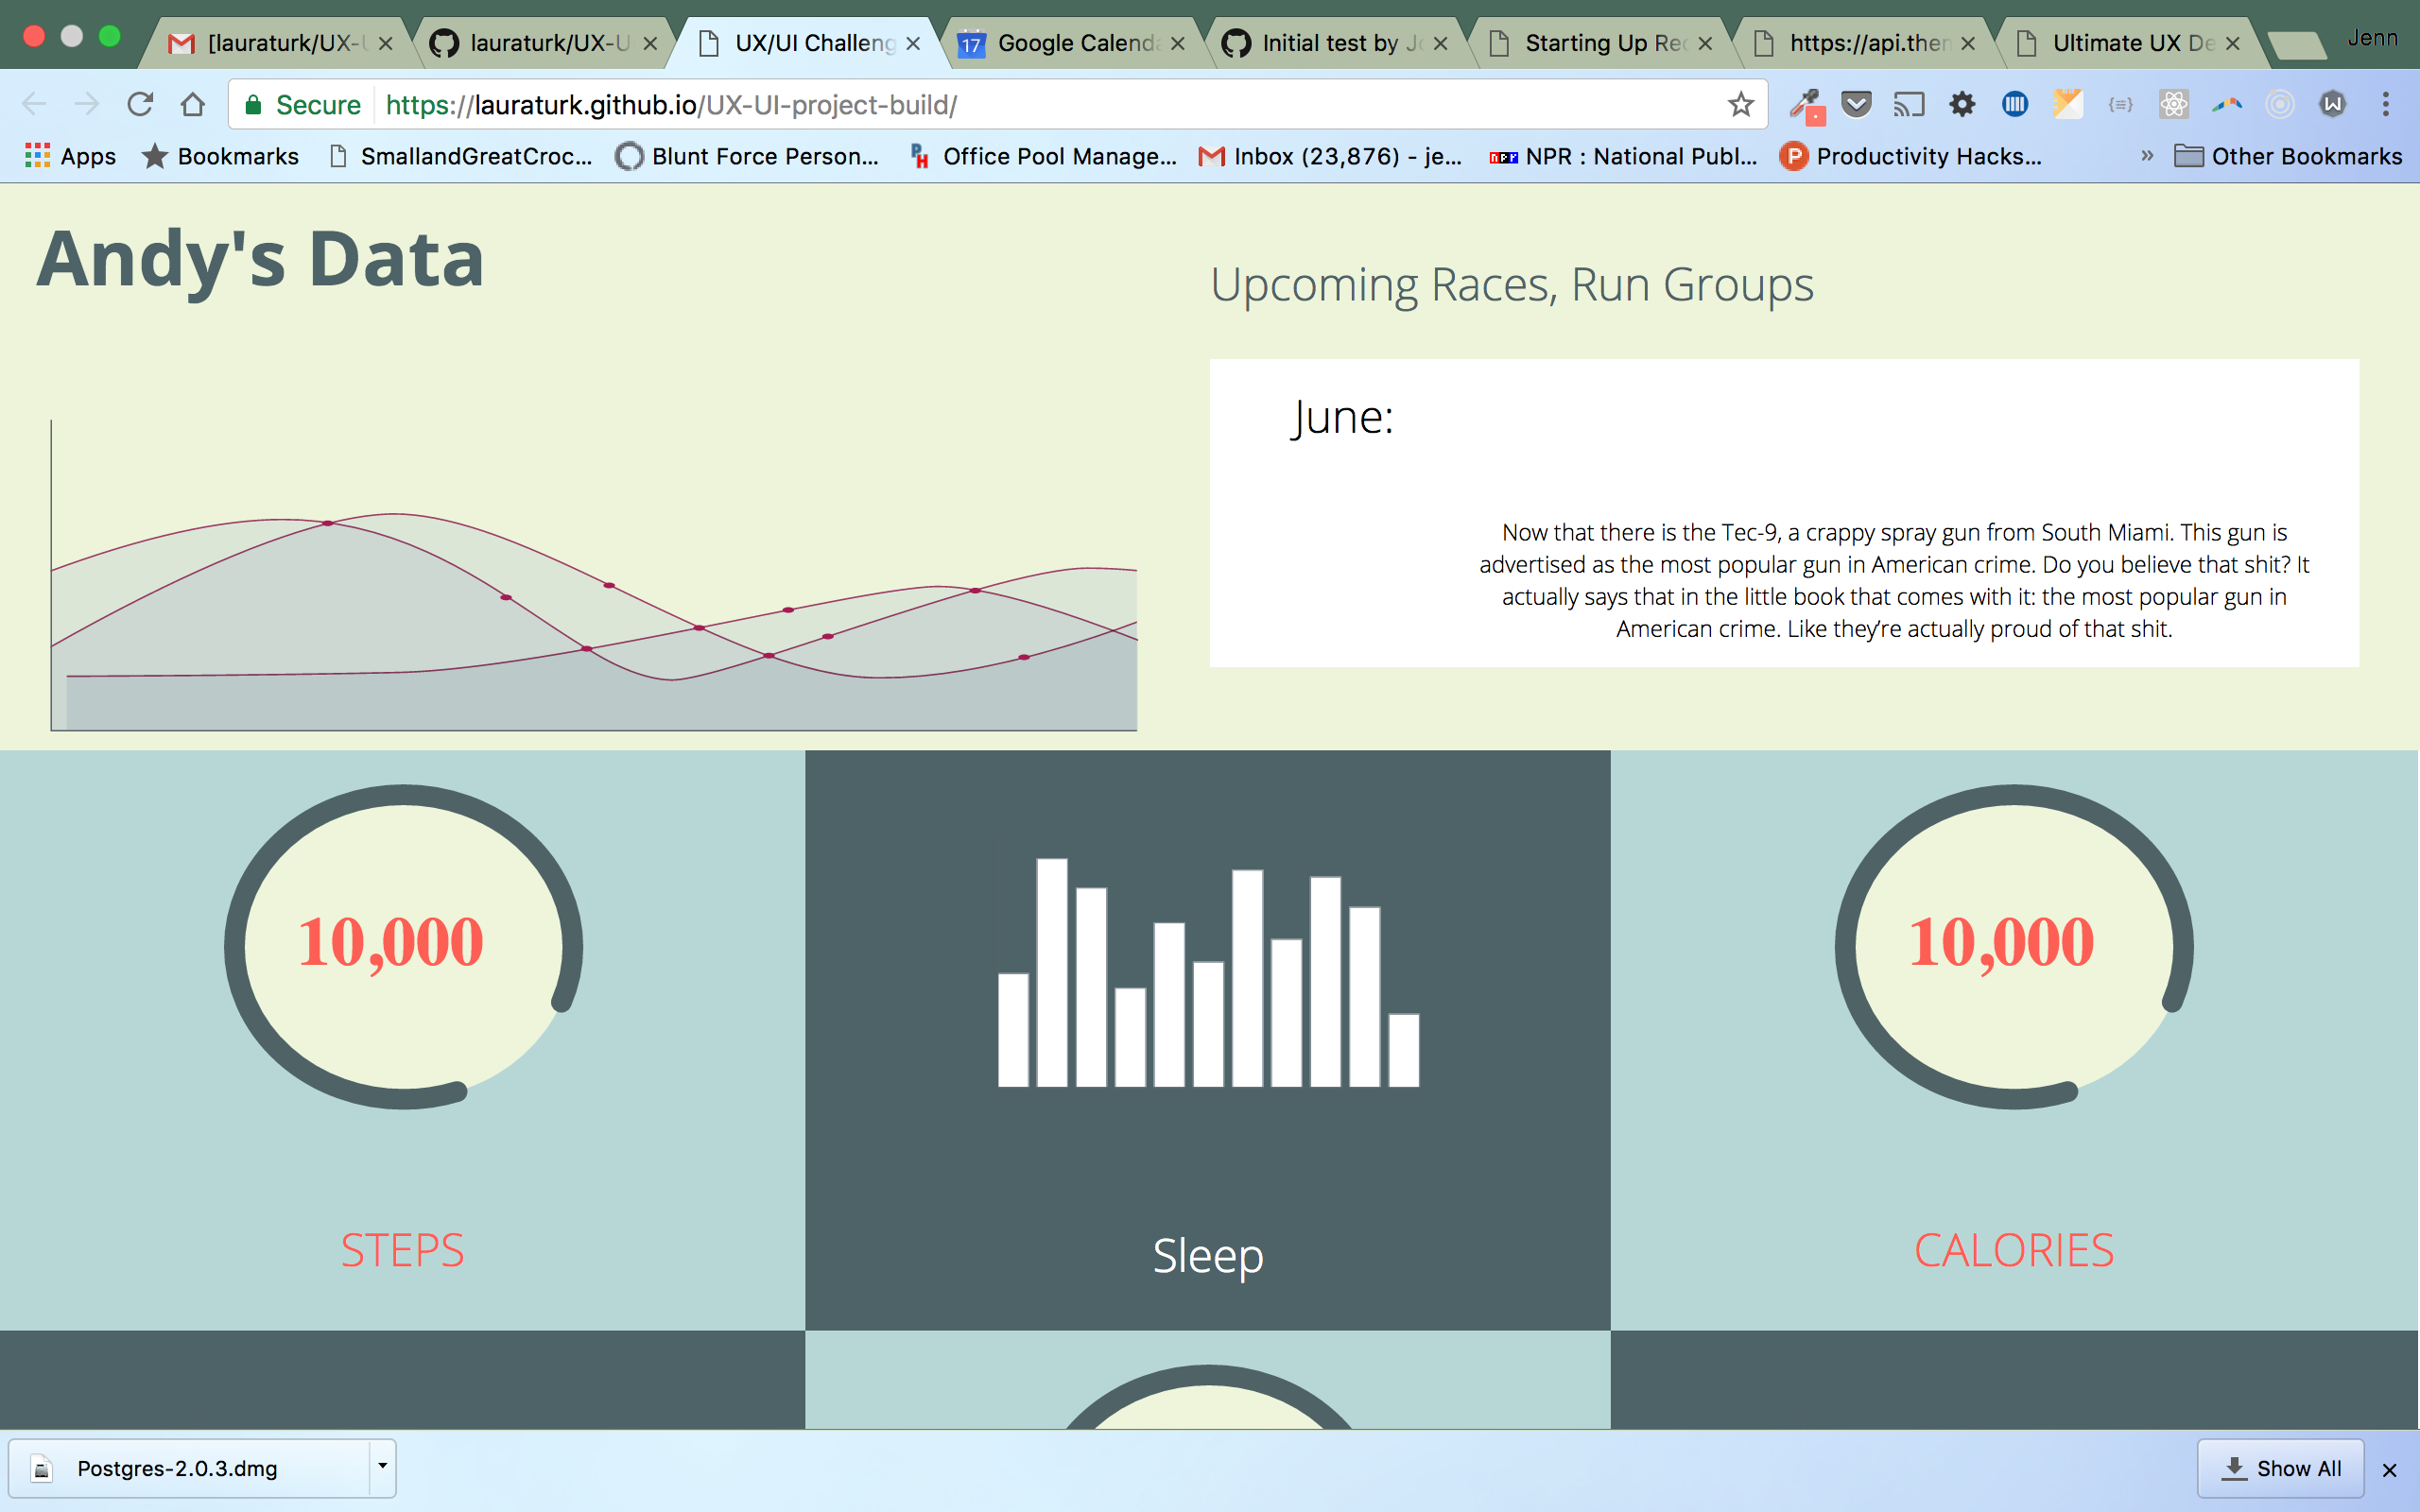 [lauraturk/UX-U
lauraturk/UX-U
UX/UI Challeng
17
Google Calenda
Initial test by Jo
Starting Up Rec
https://api.then
Ultimate UX De
Jenn
Secure
https://lauraturk.github.io/UX-UI-project-build/
Apps
Bookmarks
SmallandGreatCroc...
Blunt Force Person...
Office Pool Manage...
Inbox (23,876) - je...
npr
NPR : National Publ...
Productivity Hacks...
»
Other Bookmarks
Andy's Data
Upcoming Races, Run Groups
June:
Now that there is the Tec-9, a crappy spray gun from South Miami. This gun is
advertised as the most popular gun in American crime. Do you believe that shit? It
actually says that in the little book that comes with it: the most popular gun in
American crime. Like they’re actually proud of that shit.
10,000
10,000
STEPS
Sleep
CALORIES
Postgres-2.0.3.dmg
Show All